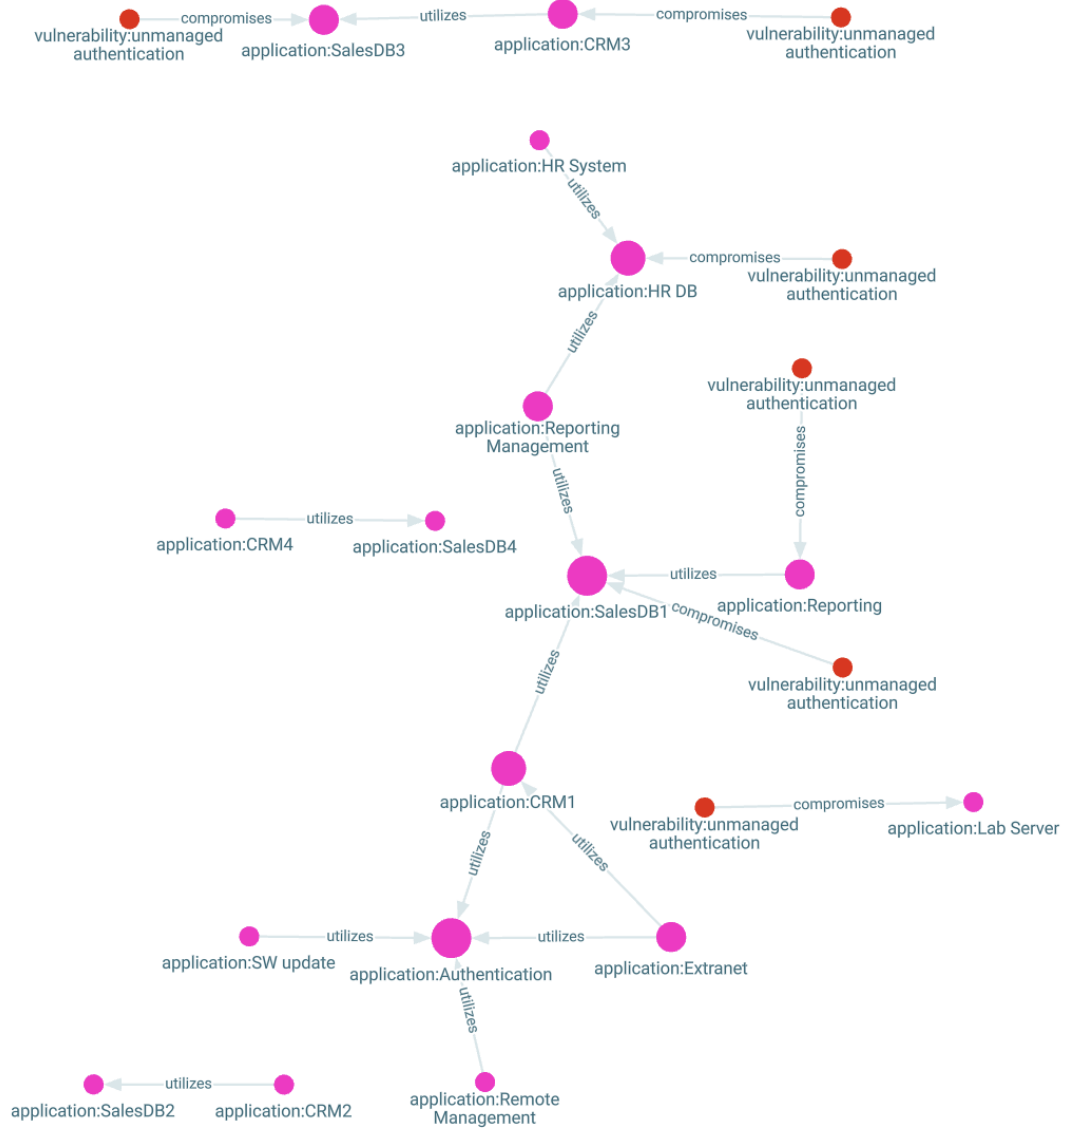 compromises
utilizes
compromises
vulnerability:unmanaged
authentication
application:SalesDB3
application:CRM3
vulnerability:unmanaged
authentication
application:HR System
utilizes
compromises
vulnerability:unmanaged
authentication
application:HR DB
utilizes
vulnerability:unmanaged
authentication
application:Reporting
Management
compromises
utilizes
utilizes
application:CRM4
application:SalesDB4
utilizes
application:SalesDB1
application:Reporting
compromises
utilizes
vulnerability:unmanaged
authentication
application:CRM1
compromises
vulnerability:unmanaged
authentication
application:Lab Server
utilizes
utilizes
utilizes
utilizes
application:SW update
application:Authentication
application:Extranet
utilizes
utilizes
application:SalesDB2
application:CRM2
application:Remote
Management